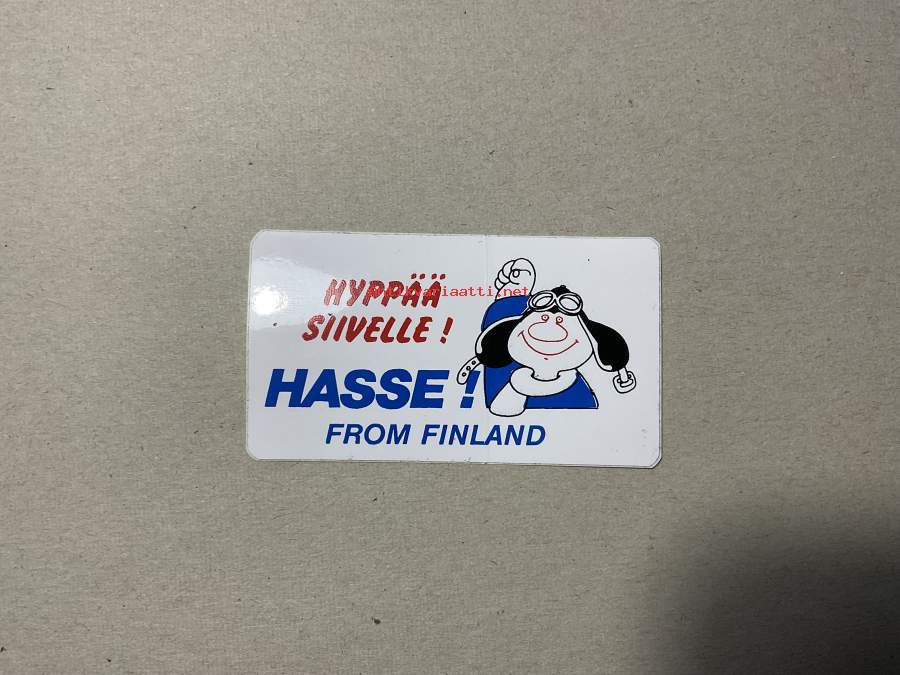 HYPPÄÄ
SIIVELLE !
HASSE !
FROM FINLAND